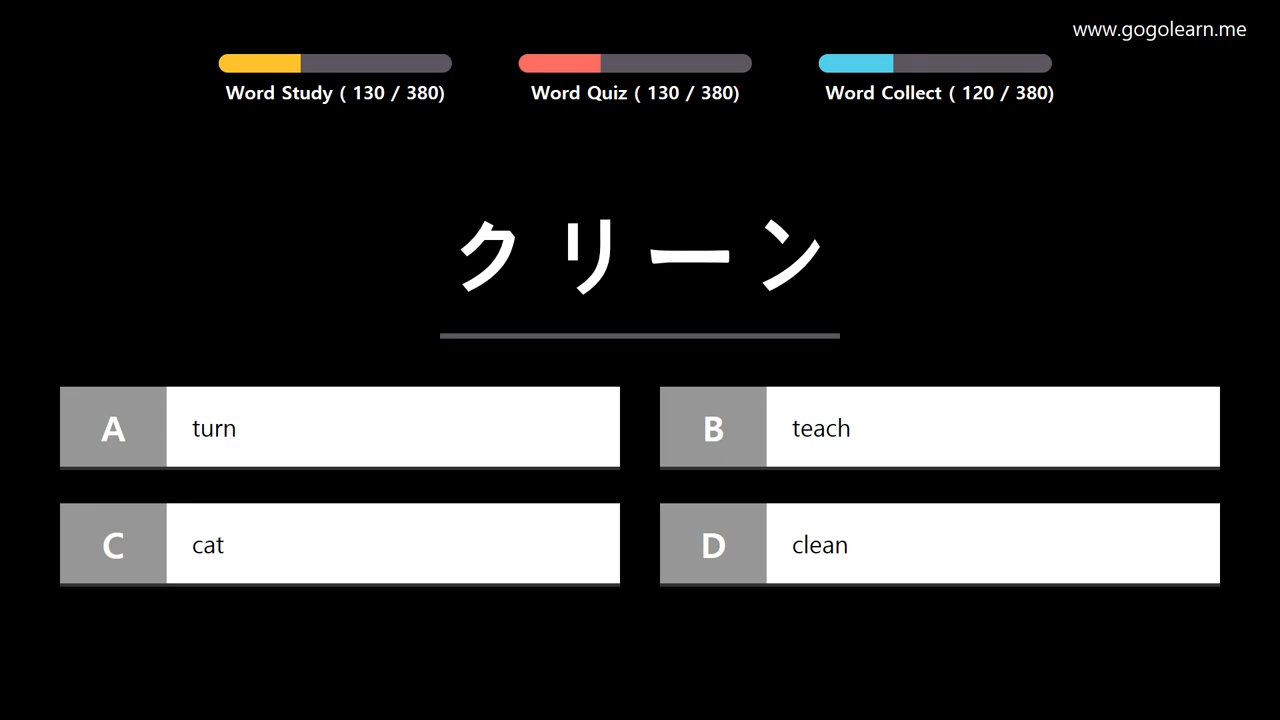 www.gogolearn.me
Word Study ( 130 / 380)
Word Quiz ( 130 / 380)
Word Collect ( 120 / 380)
クリーン
A turn
B teach
C cat
D clean